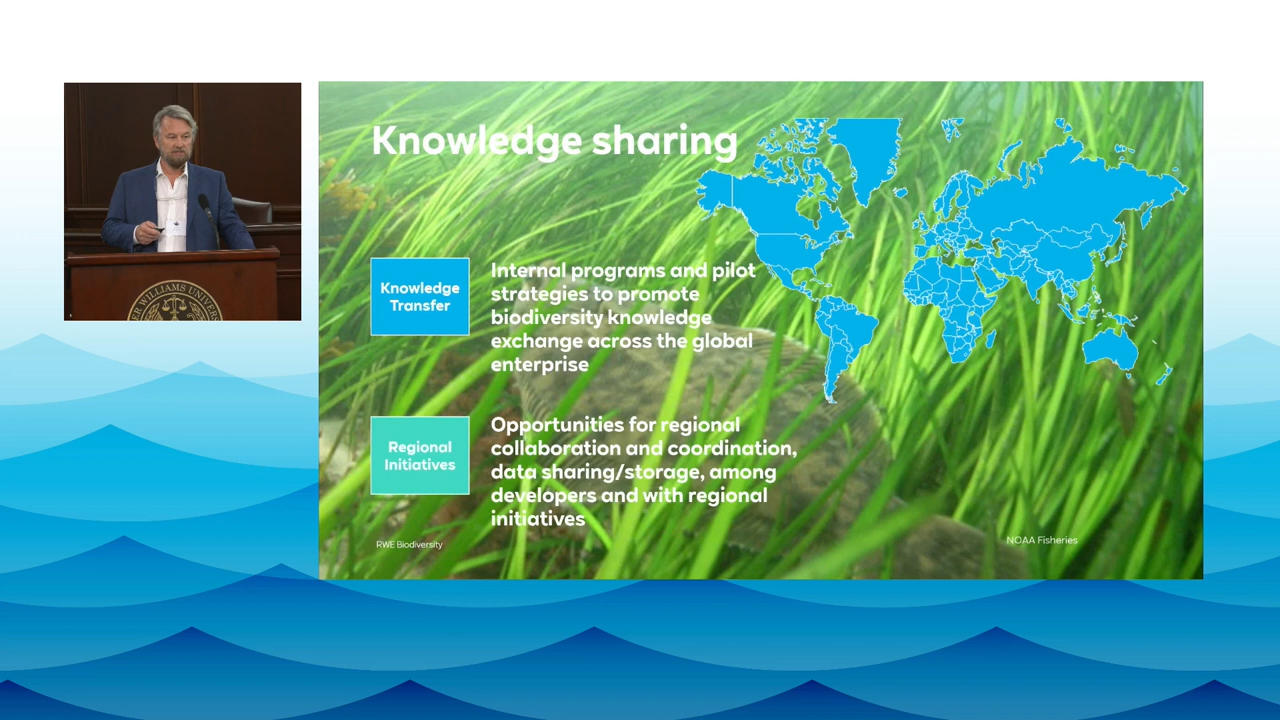 Knowledge sharing
Knowledge
Transfer
Internal programs and pilot
strategies to promote
biodiversity knowledge
exchange across the global
enterprise
Regional
Initiatives
Opportunities for regional
collaboration and coordination,
data sharing/storage, among
developers and with regional
initiatives
RWE Biodiversity
NOAA Fisheries
WILLIAMS